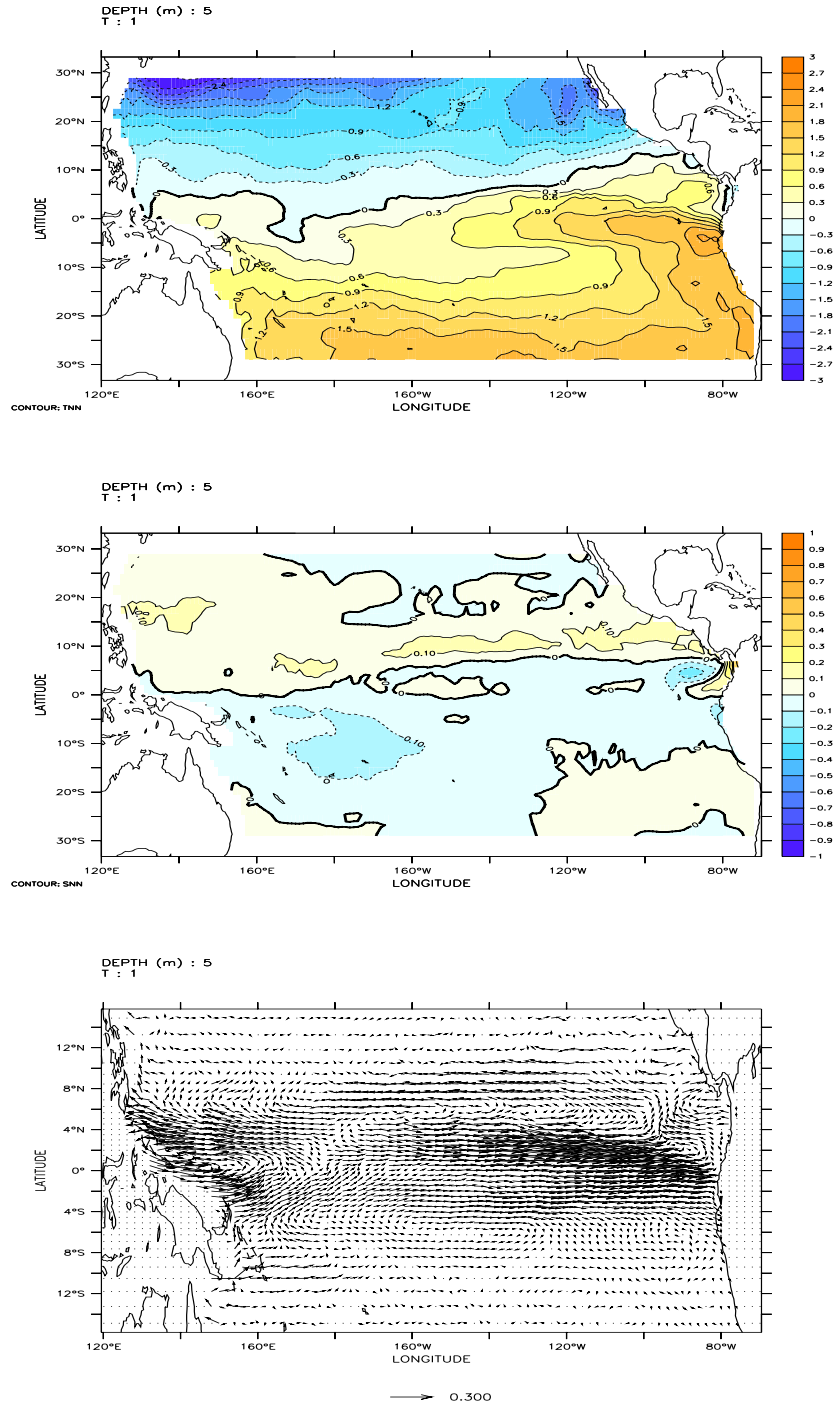 DEPTH (m) : 5
T : 1
30°N
20°N
10°N
0°
10°S
20°S
30°S
LATITUDE
120°E
160°E
160°W
120°W
80°W
LONGITUDE
CONTOUR: TNN
3
2.7
2.4
2.1
1.8
1.5
1.2
0.9
0.6
0.3
0
−0.3
−0.6
−0.9
−1.2
−1.5
−1.8
−2.1
−2.4
−2.7
−3
DEPTH (m) : 5
T : 1
30°N
20°N
10°N
0°
10°S
20°S
30°S
LATITUDE
120°E
160°E
160°W
120°W
80°W
LONGITUDE
CONTOUR: SNN
1
0.9
0.8
0.7
0.6
0.5
0.4
0.3
0.2
0.1
0
−0.1
−0.2
−0.3
−0.4
−0.5
−0.6
−0.7
−0.8
−0.9
−1
DEPTH (m) : 5
T : 1
12°N
8°N
4°N
0°
4°S
8°S
12°S
LATITUDE
120°E
160°E
160°W
120°W
80°W
LONGITUDE
0.300